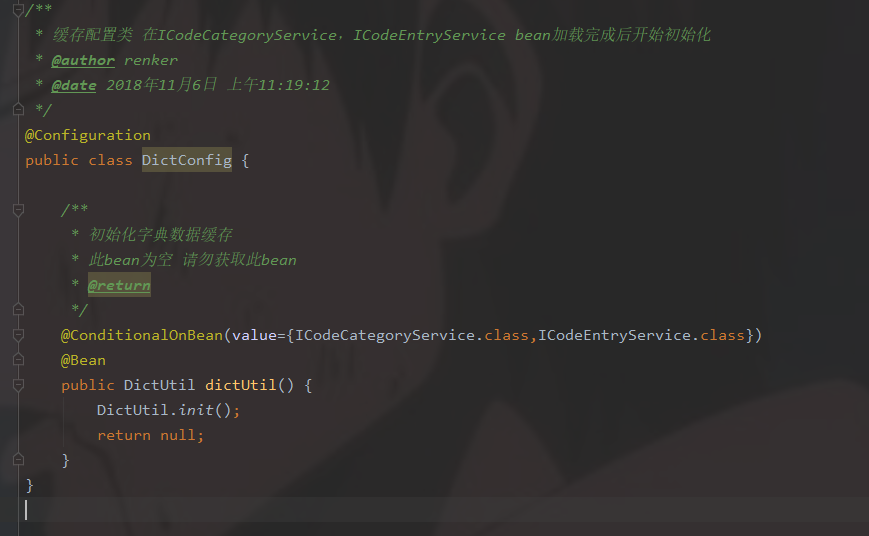 /**
 * 缓存配置类 在ICodeCategoryService，ICodeEntryService bean加载完成后开始初始化
 * @author renker
 * @date 2018年11月6日 上午11:19:12
 */
@Configuration
public class DictConfig {
    /**
     * 初始化字典数据缓存
     * 此bean为空 请勿获取此bean
     * @return
     */
    @ConditionalOnBean(value={ICodeCategoryService.class,ICodeEntryService.class})
    @Bean
    public DictUtil dictUtil() {
        DictUtil.init();
        return null;
    }
}